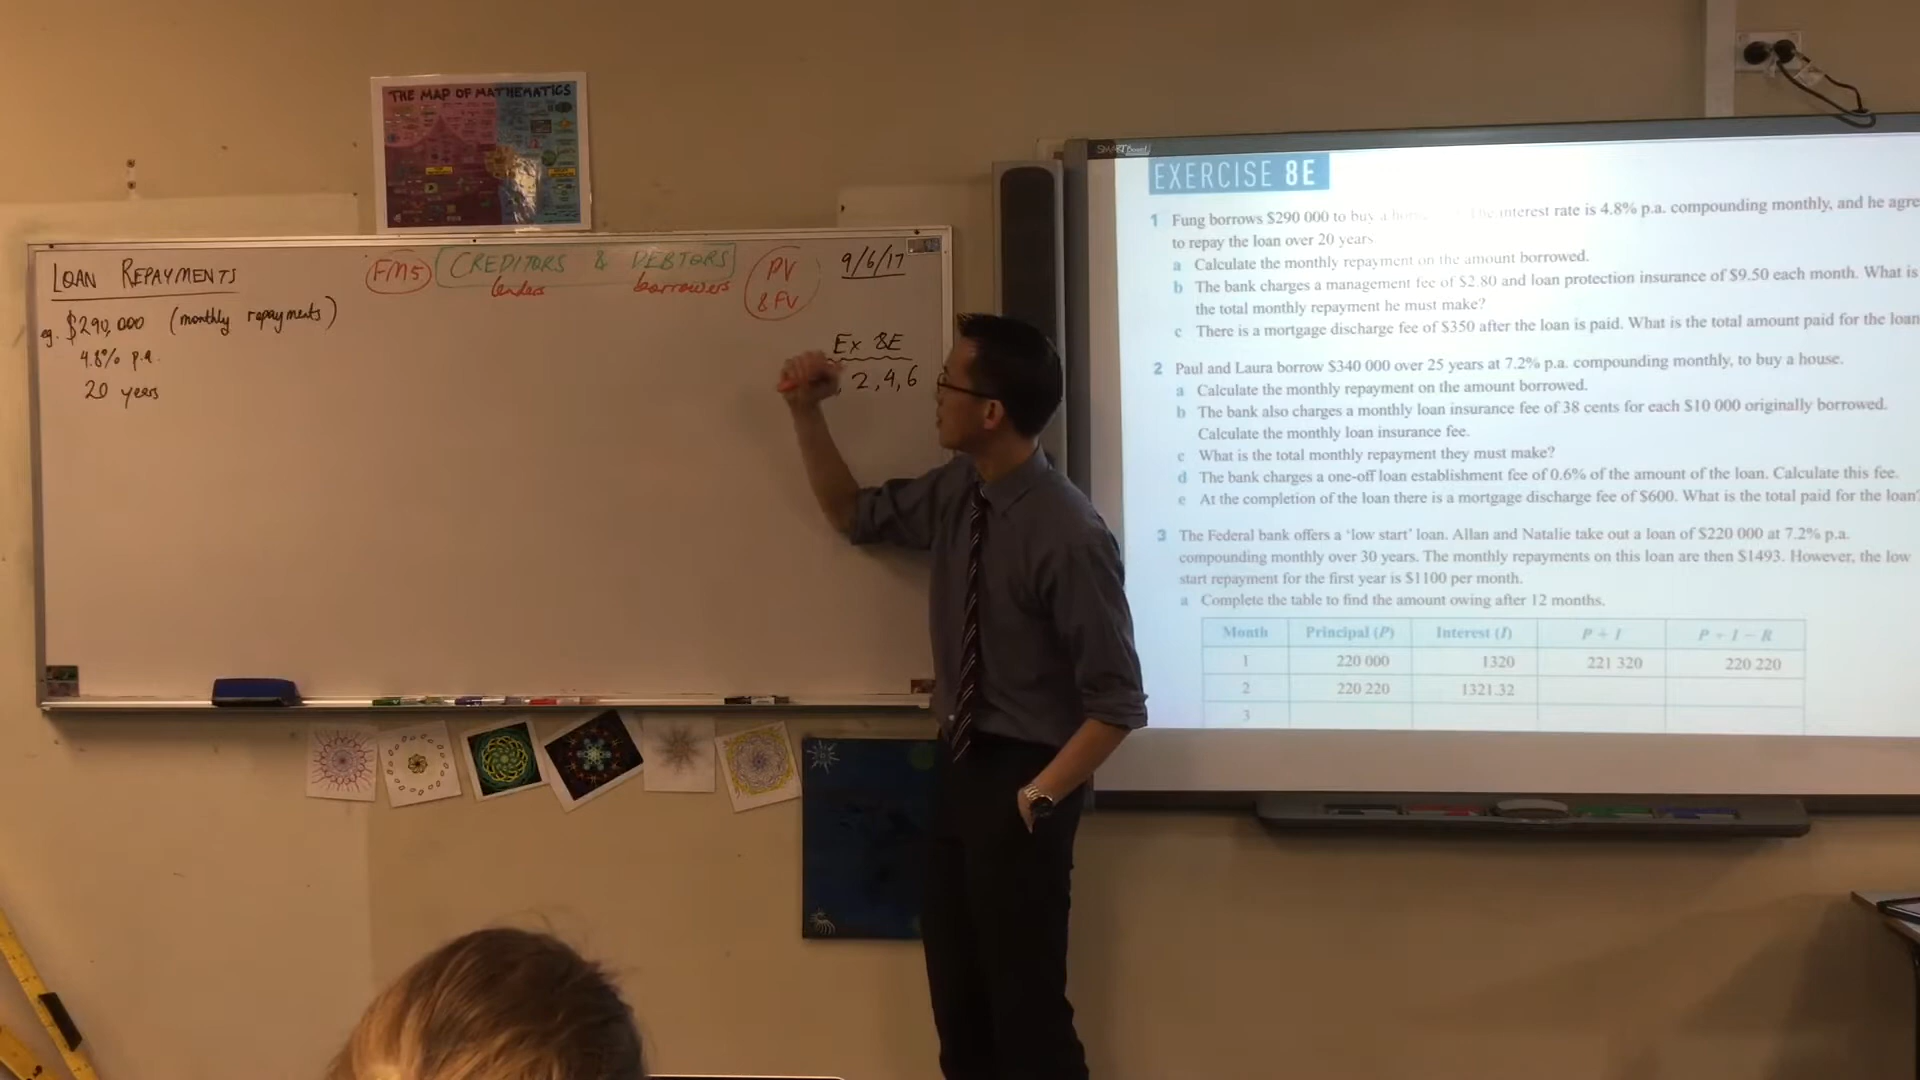 THE MAP OF MATHEMATICS
LOAN REPAYMENTS
eg. $290,000 (monthly repayments)
4.8% p.a.
20 years
FM5
CREDITORS & DEBTORS
lenders borrowers
PV
& FV
9/6/17
Ex 8E
, 2, 4, 6
SMART Board
EXERCISE 8E
1 Fung borrows $290 000 to buy a interest rate is 4.8% p.a. compounding monthly, and he agre
to repay the loan over 20 years
a Calculate the monthly repayment on the amount borrowed.
b The bank charges a management fee of $2.80 and loan protection insurance of $9.50 each month. What is
the total monthly repayment he must make?
c There is a mortgage discharge fee of $350 after the loan is paid. What is the total amount paid for the loan
2 Paul and Laura borrow $340 000 over 25 years at 7.2% p.a. compounding monthly, to buy a house.
a Calculate the monthly repayment on the amount borrowed.
b The bank also charges a monthly loan insurance fee of 38 cents for each $10 000 originally borrowed.
Calculate the monthly loan insurance fee.
c What is the total monthly repayment they must make?
d The bank charges a one-off loan establishment fee of 0.6% of the amount of the loan. Calculate this fee.
e At the completion of the loan there is a mortgage discharge fee of $600. What is the total paid for the loan?
3 The Federal bank offers a 'low start' loan. Allan and Natalie take out a loan of $220 000 at 7.2% p.a.
compounding monthly over 30 years. The monthly repayments on this loan are then $1493. However, the low
start repayment for the first year is $1100 per month.
a Complete the table to find the amount owing after 12 months.
Month Principal (P) Interest (I) P + I P + I − R
1 220 000 1320 221 320 220 220
2 220 220 1321.32
3